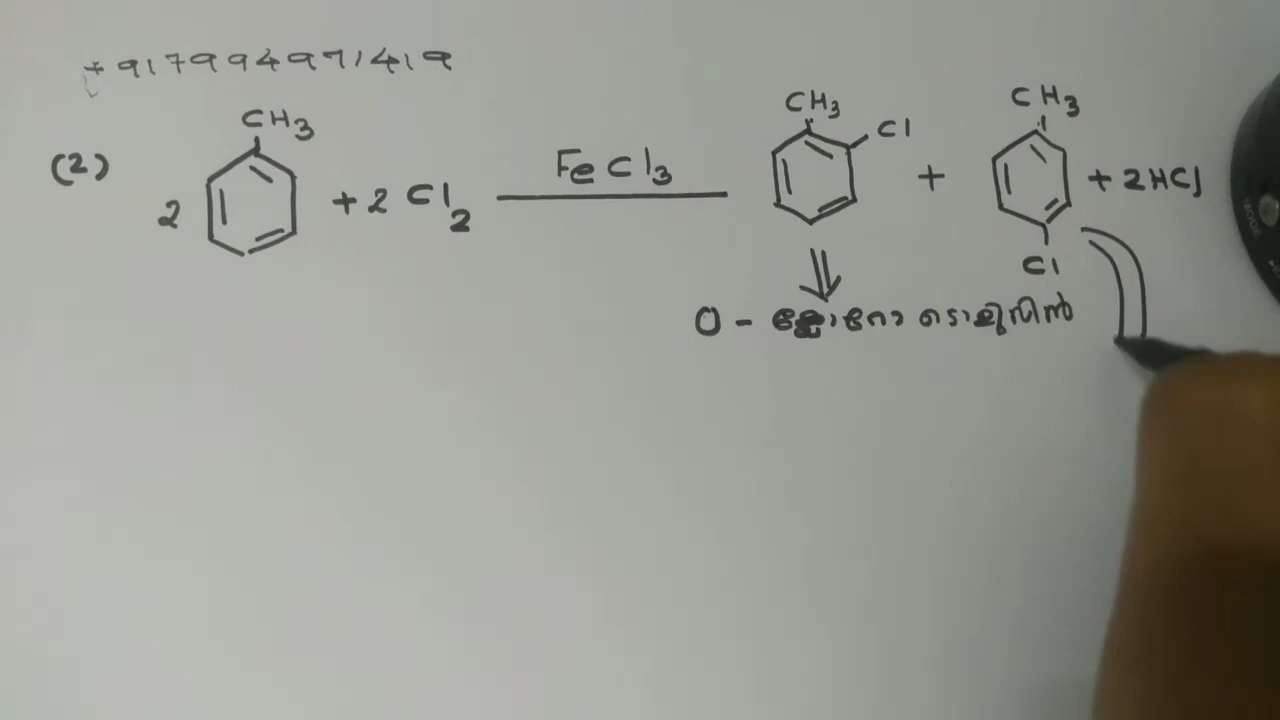 +917994971419
CH3 CH3 CH3
(2) 2 + 2 Cl2 FeCl3 Cl + + 2HCl
Cl
O - ക്ലോറോ ടൊളുവിൻ